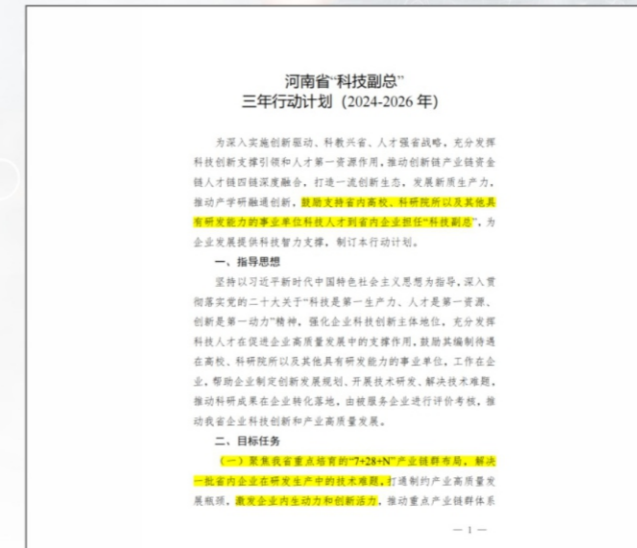 河南省“科技副总”
三年行动计划（2024-2026 年）
为深入实施创新驱动、科教兴省、人才强省战略，充分发挥
科技创新支撑引领和人才第一资源作用，推动创新链产业链资金
链人才链四链深度融合，打造一流创新生态，发展新质生产力，
推动产学研融通创新，鼓励支持省内高校、科研院所以及其他具
有研发能力的事业单位科技人才到省内企业担任“科技副总”，为
企业发展提供科技智力支撑，制订本行动计划。
一、指导思想
坚持以习近平新时代中国特色社会主义思想为指导，深入贯
彻落实党的二十大关于“科技是第一生产力、人才是第一资源、
创新是第一动力”精神，强化企业科技创新主体地位，充分发挥
科技人才在促进企业高质量发展中的支撑作用，鼓励其编制待遇
在高校、科研院所以及其他具有研发能力的事业单位，工作在企
业，帮助企业制定创新发展规划、开展技术研发、解决技术难题，
推动科研成果在企业转化落地，由被服务企业进行评价考核，推
动我省企业科技创新和产业高质量发展。
二、目标任务
（一）聚焦我省重点培育的“7+28+N”产业链群布局，解决
一批省内企业在研发生产中的技术难题，打通制约产业高质量发
展瓶颈，激发企业内生动力和创新活力，推动重点产业链群体系
— 1 —